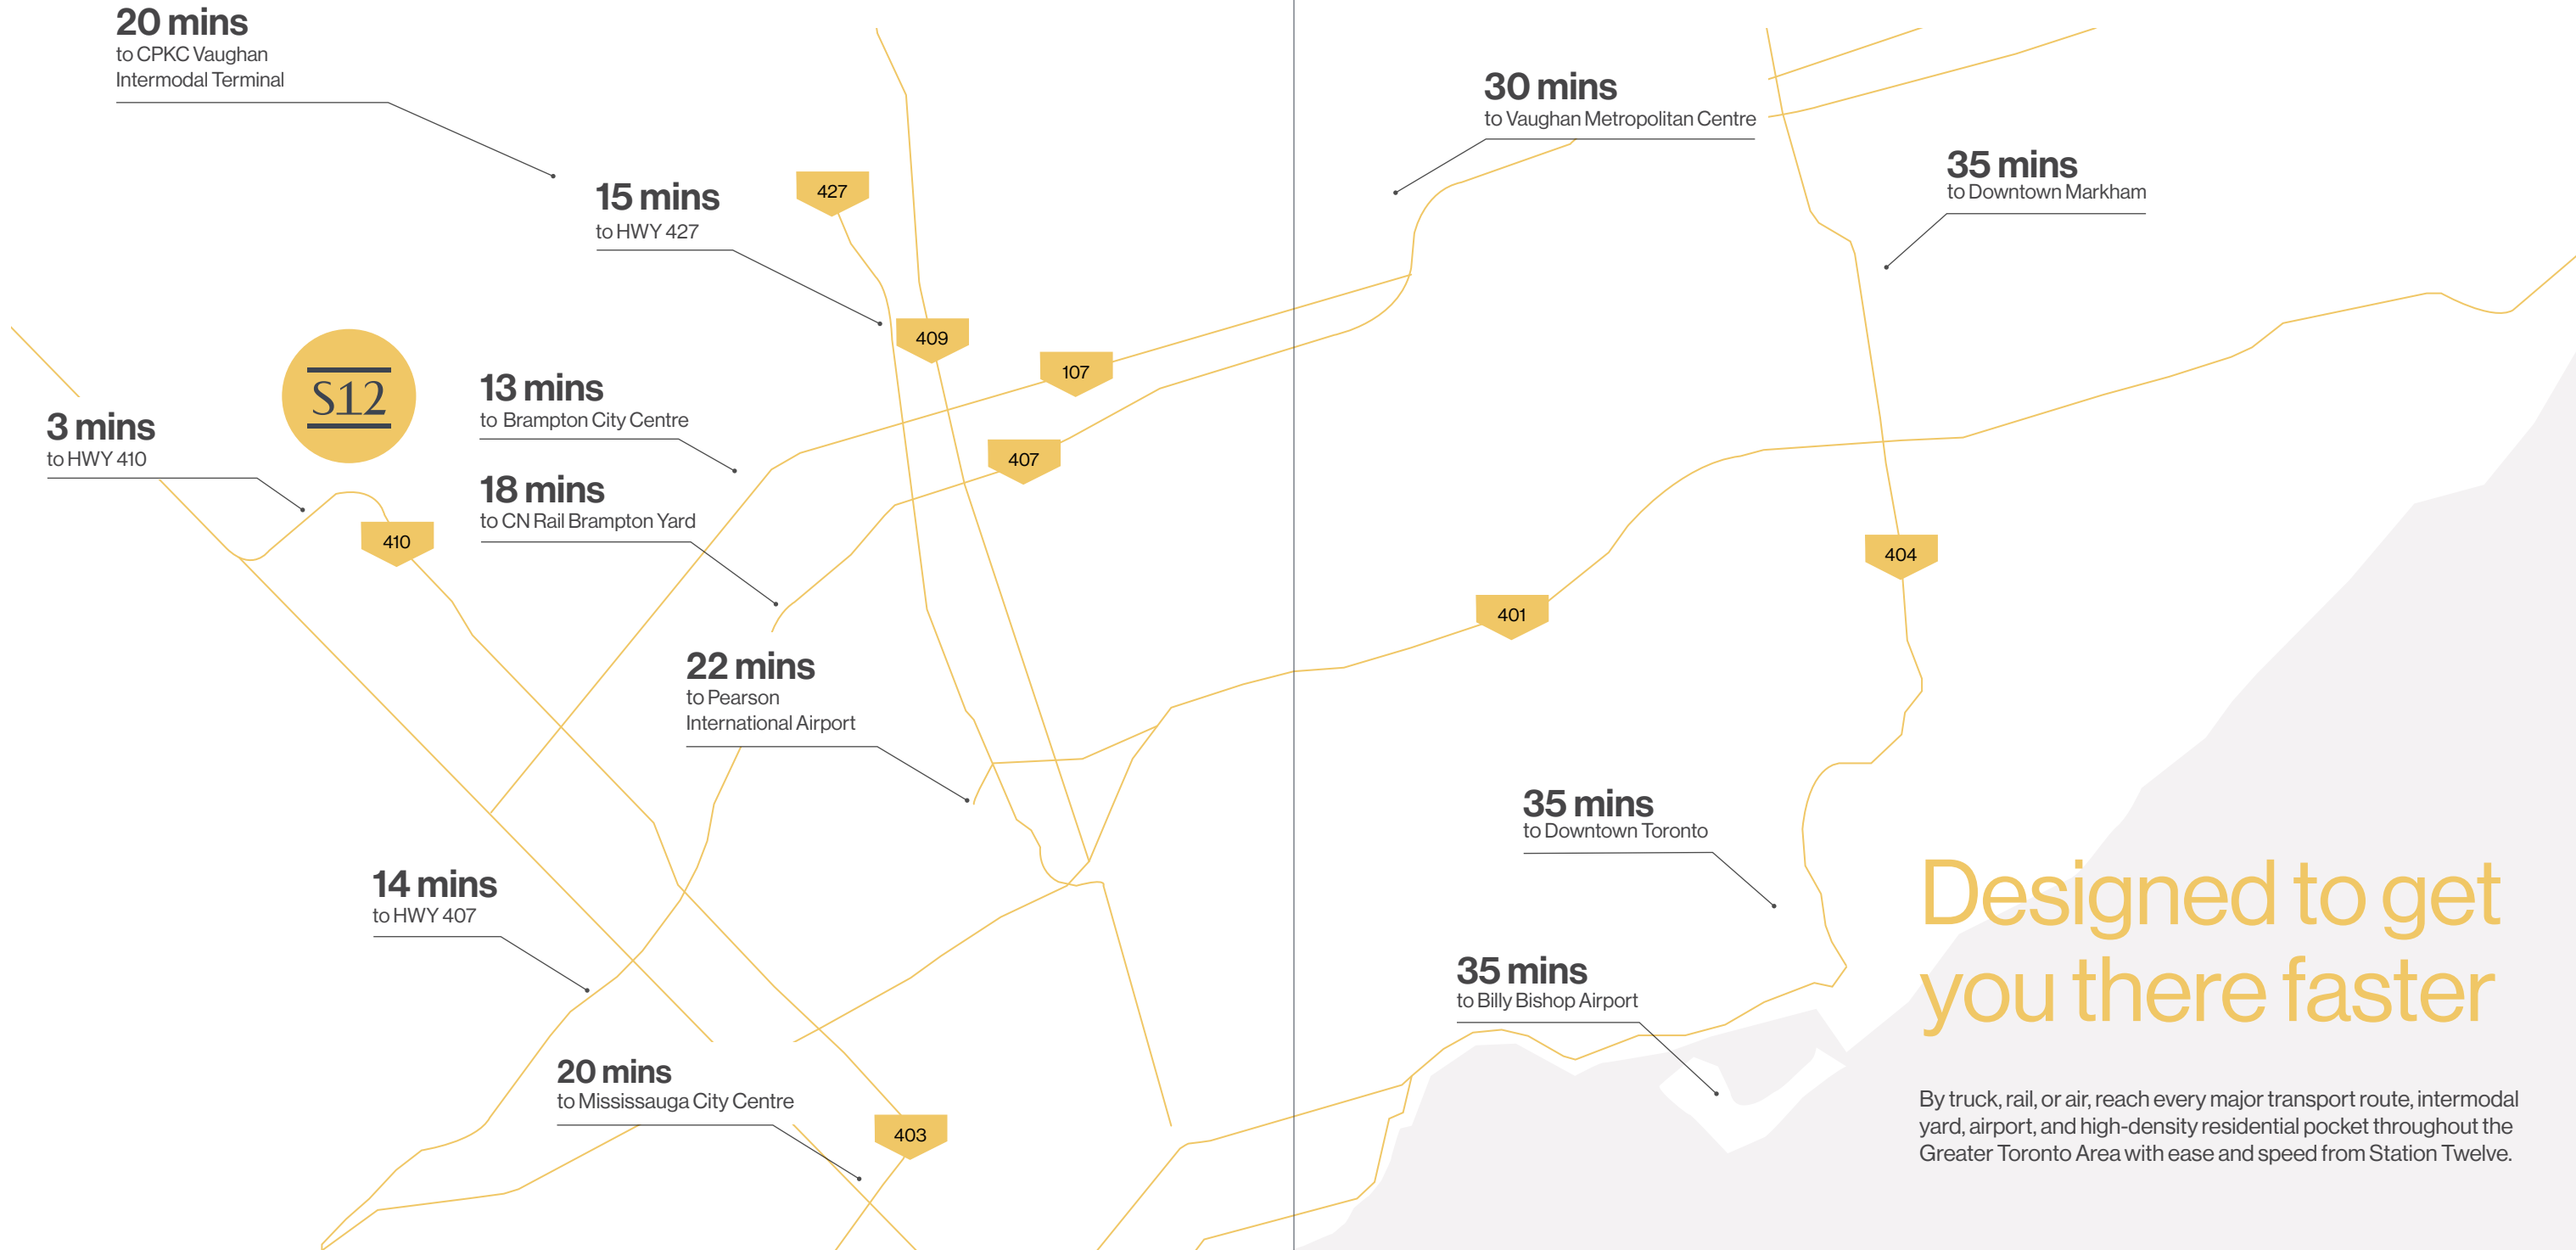 20 mins
to CPKC Vaughan
Intermodal Terminal
15 mins
to HWY 427
427
409
107
407
S12
3 mins
to HWY 410
410
13 mins
to Brampton City Centre
18 mins
to CN Rail Brampton Yard
22 mins
to Pearson
International Airport
14 mins
to HWY 407
20 mins
to Mississauga City Centre
403
30 mins
to Vaughan Metropolitan Centre
35 mins
to Downtown Markham
404
401
35 mins
to Downtown Toronto
35 mins
to Billy Bishop Airport
Designed to get
you there faster
By truck, rail, or air, reach every major transport route, intermodal
yard, airport, and high-density residential pocket throughout the
Greater Toronto Area with ease and speed from Station Twelve.